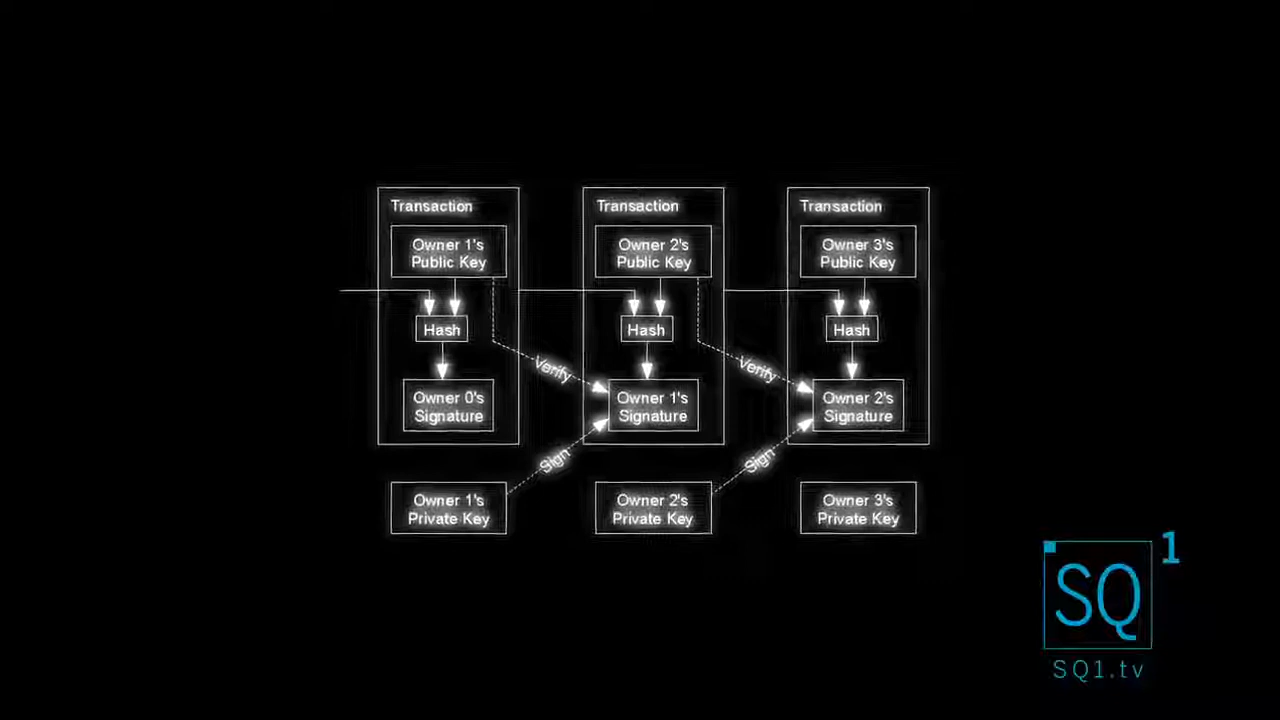 Transaction
Transaction
Transaction
Owner 1's
Public Key
Owner 2's
Public Key
Owner 3's
Public Key
Hash
Hash
Hash
Verify
Verify
Owner 0's
Signature
Owner 1's
Signature
Owner 2's
Signature
Sign
Sign
Owner 1's
Private Key
Owner 2's
Private Key
Owner 3's
Private Key
SQ1
SQ1.tv